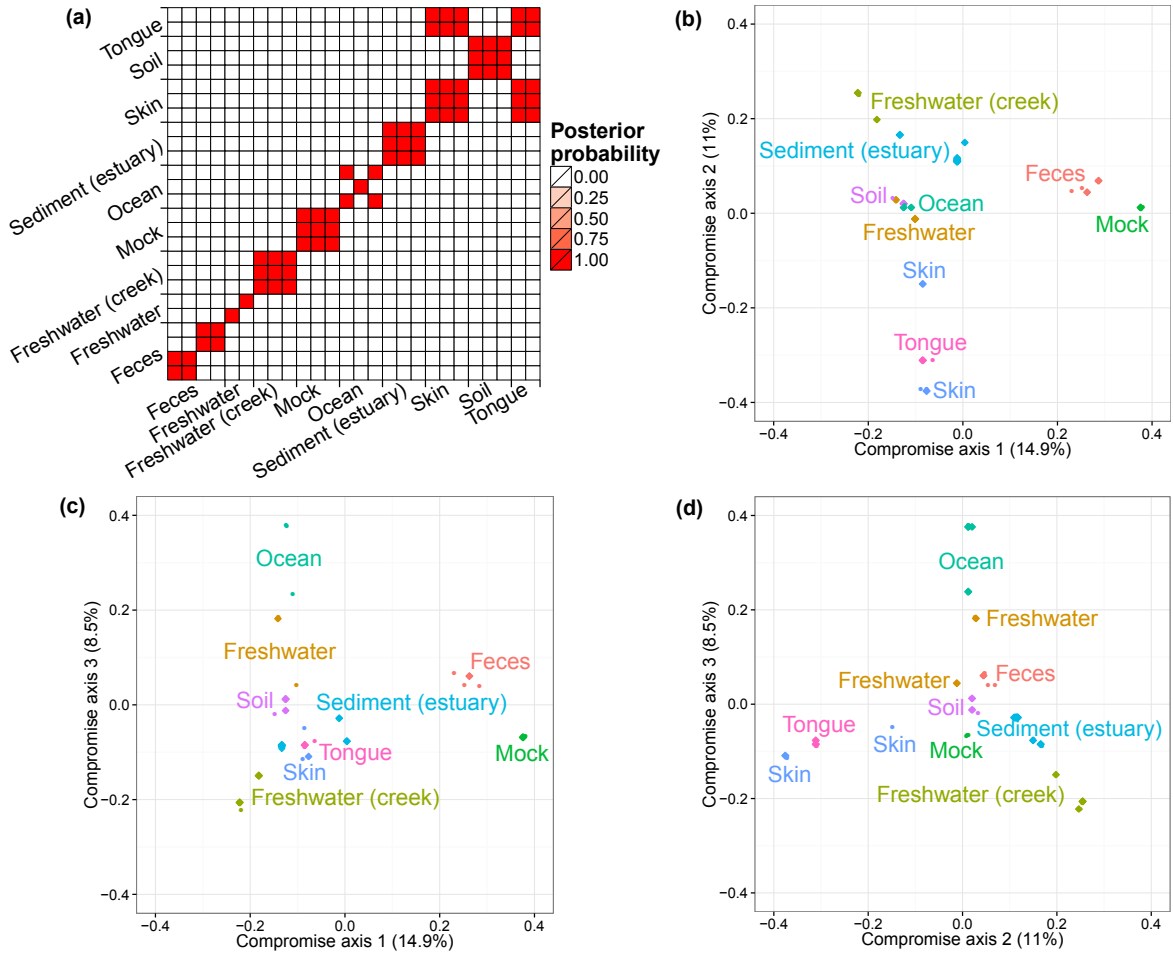 (a)
Tongue
Soil
Skin
Sediment (estuary)
Ocean
Mock
Freshwater (creek)
Freshwater
Feces
Feces
Freshwater
Freshwater (creek)
Mock
Ocean
Sediment (estuary)
Skin
Soil
Tongue
Posterior
probability
0.00
0.25
0.50
0.75
1.00
(b)
Compromise axis 2 (11%)
0.4
0.2
0.0
−0.2
−0.4
Freshwater (creek)
Sediment (estuary)
Feces
Soil
Ocean
Mock
Freshwater
Skin
Tongue
Skin
−0.4
−0.2
0.0
0.2
0.4
Compromise axis 1 (14.9%)
(c)
Compromise axis 3 (8.5%)
0.4
0.2
0.0
−0.2
−0.4
Ocean
Freshwater
Feces
Soil
Sediment (estuary)
Tongue
Mock
Skin
Freshwater (creek)
−0.4
−0.2
0.0
0.2
0.4
Compromise axis 1 (14.9%)
(d)
Compromise axis 3 (8.5%)
0.4
0.2
0.0
−0.2
−0.4
Ocean
Freshwater
Freshwater
Feces
Soil
Tongue
Sediment (estuary)
Skin
Mock
Skin
Freshwater (creek)
−0.4
−0.2
0.0
0.2
0.4
Compromise axis 2 (11%)